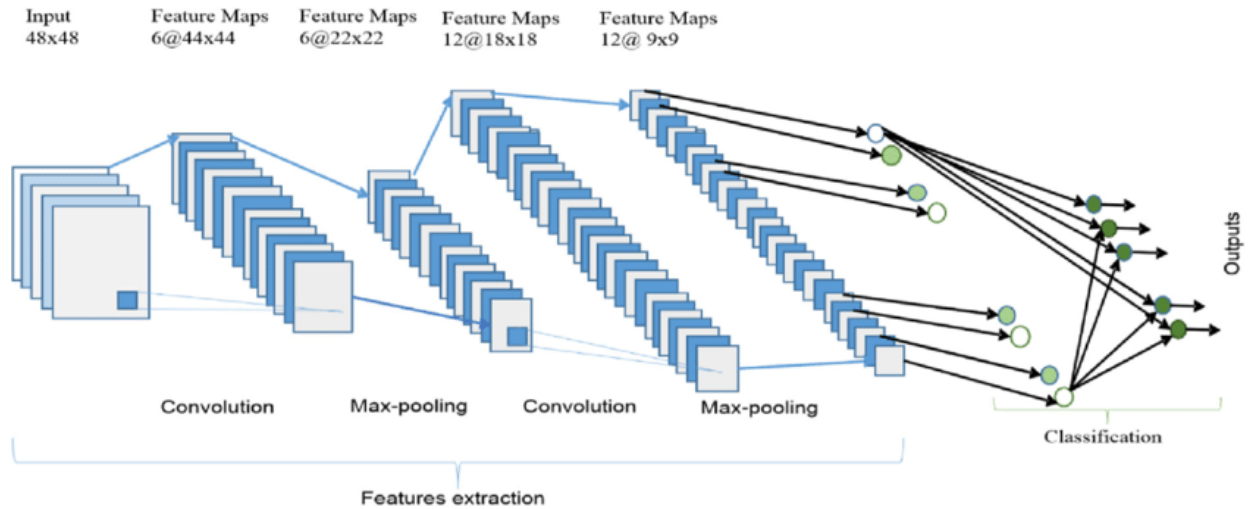 Input
48x48
Feature Maps
6@44x44
Feature Maps
6@22x22
Feature Maps
12@18x18
Feature Maps
12@ 9x9
Outputs
Convolution
Max-pooling
Convolution
Max-pooling
Classification
Features extraction